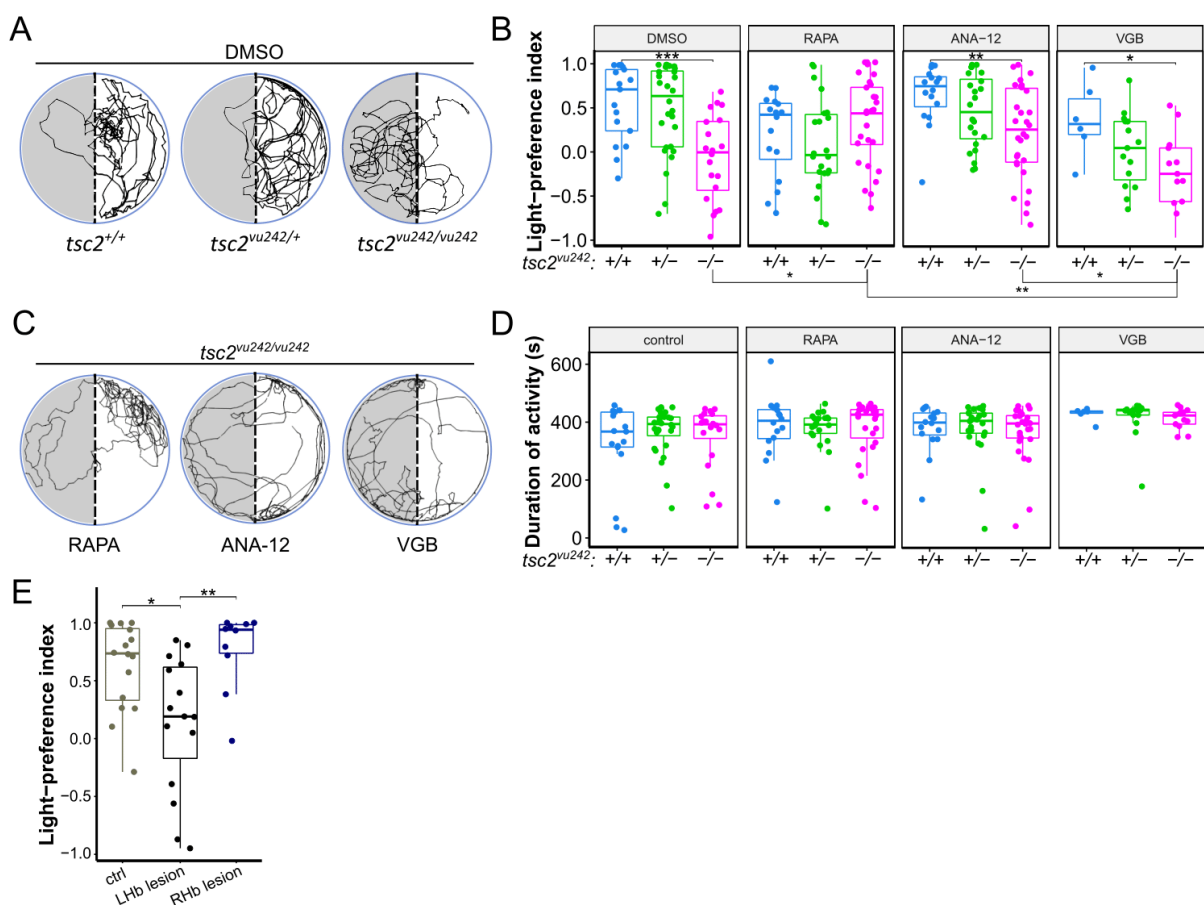 A
DMSO
tsc2+/+
tsc2vu242/+
tsc2vu242/vu242
B
DMSO
RAPA
ANA−12
VGB
Light−preference index
1.0
0.5
0.0
−0.5
−1.0
***
**
*
tsc2vu242:
+/+
+/−
−/−
+/+
+/−
−/−
+/+
+/−
−/−
+/+
+/−
−/−
*
*
**
C
tsc2vu242/vu242
RAPA
ANA-12
VGB
D
control
RAPA
ANA−12
VGB
Duration of activity (s)
600
400
200
0
tsc2vu242:
+/+
+/−
−/−
+/+
+/−
−/−
+/+
+/−
−/−
+/+
+/−
−/−
E
Light−preference index
1.0
0.5
0.0
−0.5
−1.0
*
**
ctrl
LHb lesion
RHb lesion